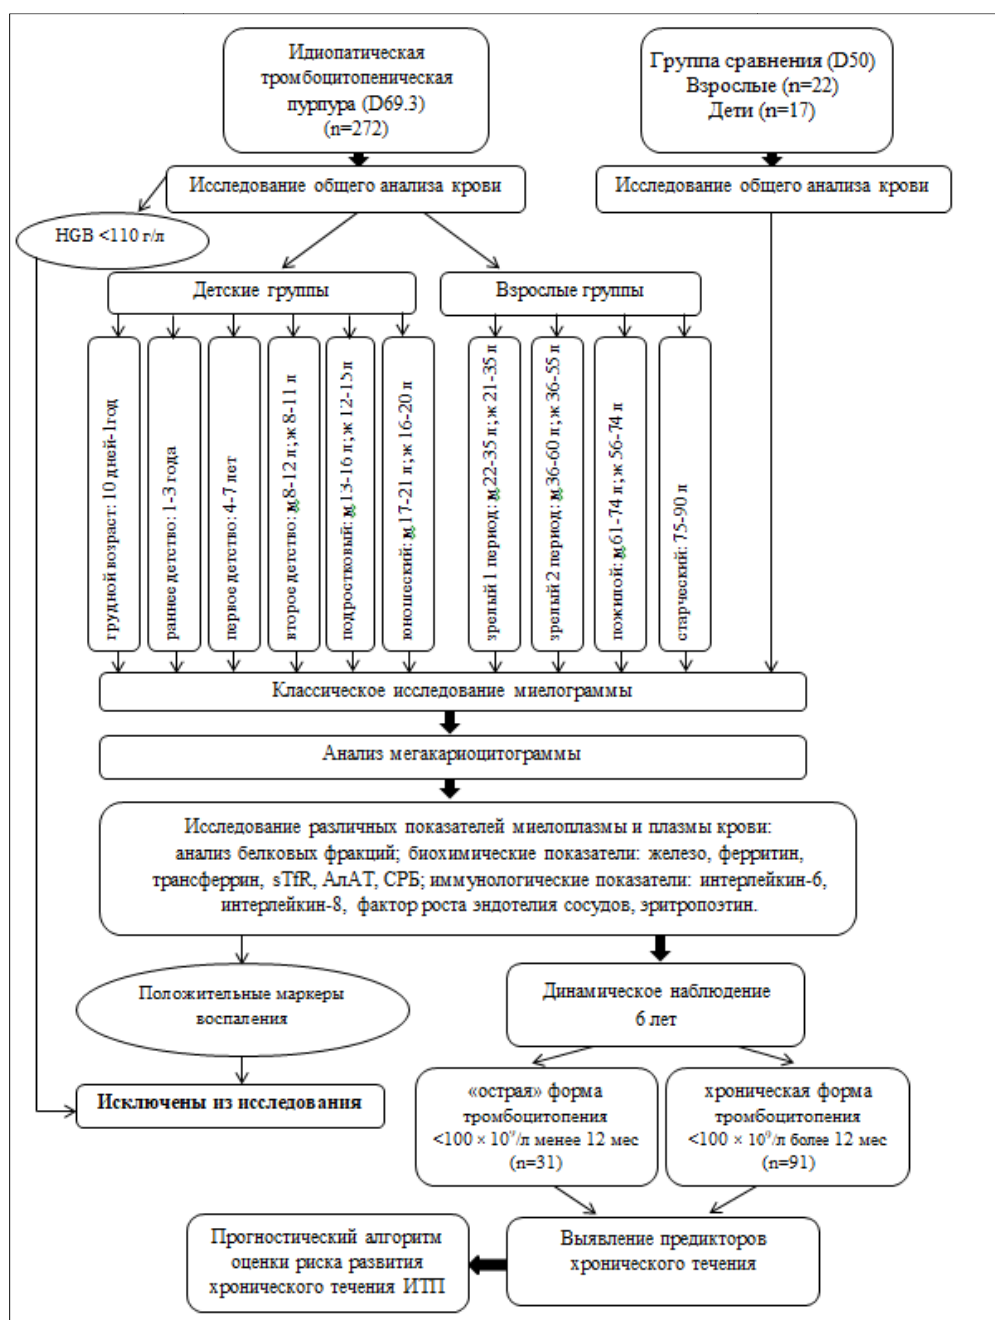 Идиопатическая
тромбоцитопеническая
пурпура (D69.3)
(n=272)
Группа сравнения (D50)
Взрослые (n=22)
Дети (n=17)
Исследование общего анализа крови
Исследование общего анализа крови
HGB <110 г/л
Детские группы
Взрослые группы
грудной возраст: 10 дней-1год
раннее детство: 1-3 года
первое детство: 4-7 лет
второе детство: м8-12 л; ж 8-11 л
подростковый: м13-16 л; ж 12-15л
юношеский: м17-21 л; ж 16-20 л
зрелый 1 период: м22-35 л; ж 21-35 л
зрелый 2 период: м36-60 л; ж 36-55 л
пожилой: м61-74 л; ж 56-74 л
старческий: 75-90 л
Классическое исследование миелограммы
Анализ мегакариоцитограммы
Исследование различных показателей миелоплазмы и плазмы крови:
анализ белковых фракций; биохимические показатели: железо, ферритин,
трансферрин, sTfR, АлАТ, СРБ; иммунологические показатели: интерлейкин-6,
интерлейкин-8, фактор роста эндотелия сосудов, эритропоэтин.
Положительные маркеры
воспаления
Динамическое наблюдение
6 лет
Исключены из исследования
«острая» форма
тромбоцитопения
<100 × 10⁹/л менее 12 мес
(n=31)
хроническая форма
тромбоцитопения
<100 × 10⁹/л более 12 мес
(n=91)
Прогностический алгоритм
оценки риска развития
хронического течения ИТП
Выявление предикторов
хронического течения